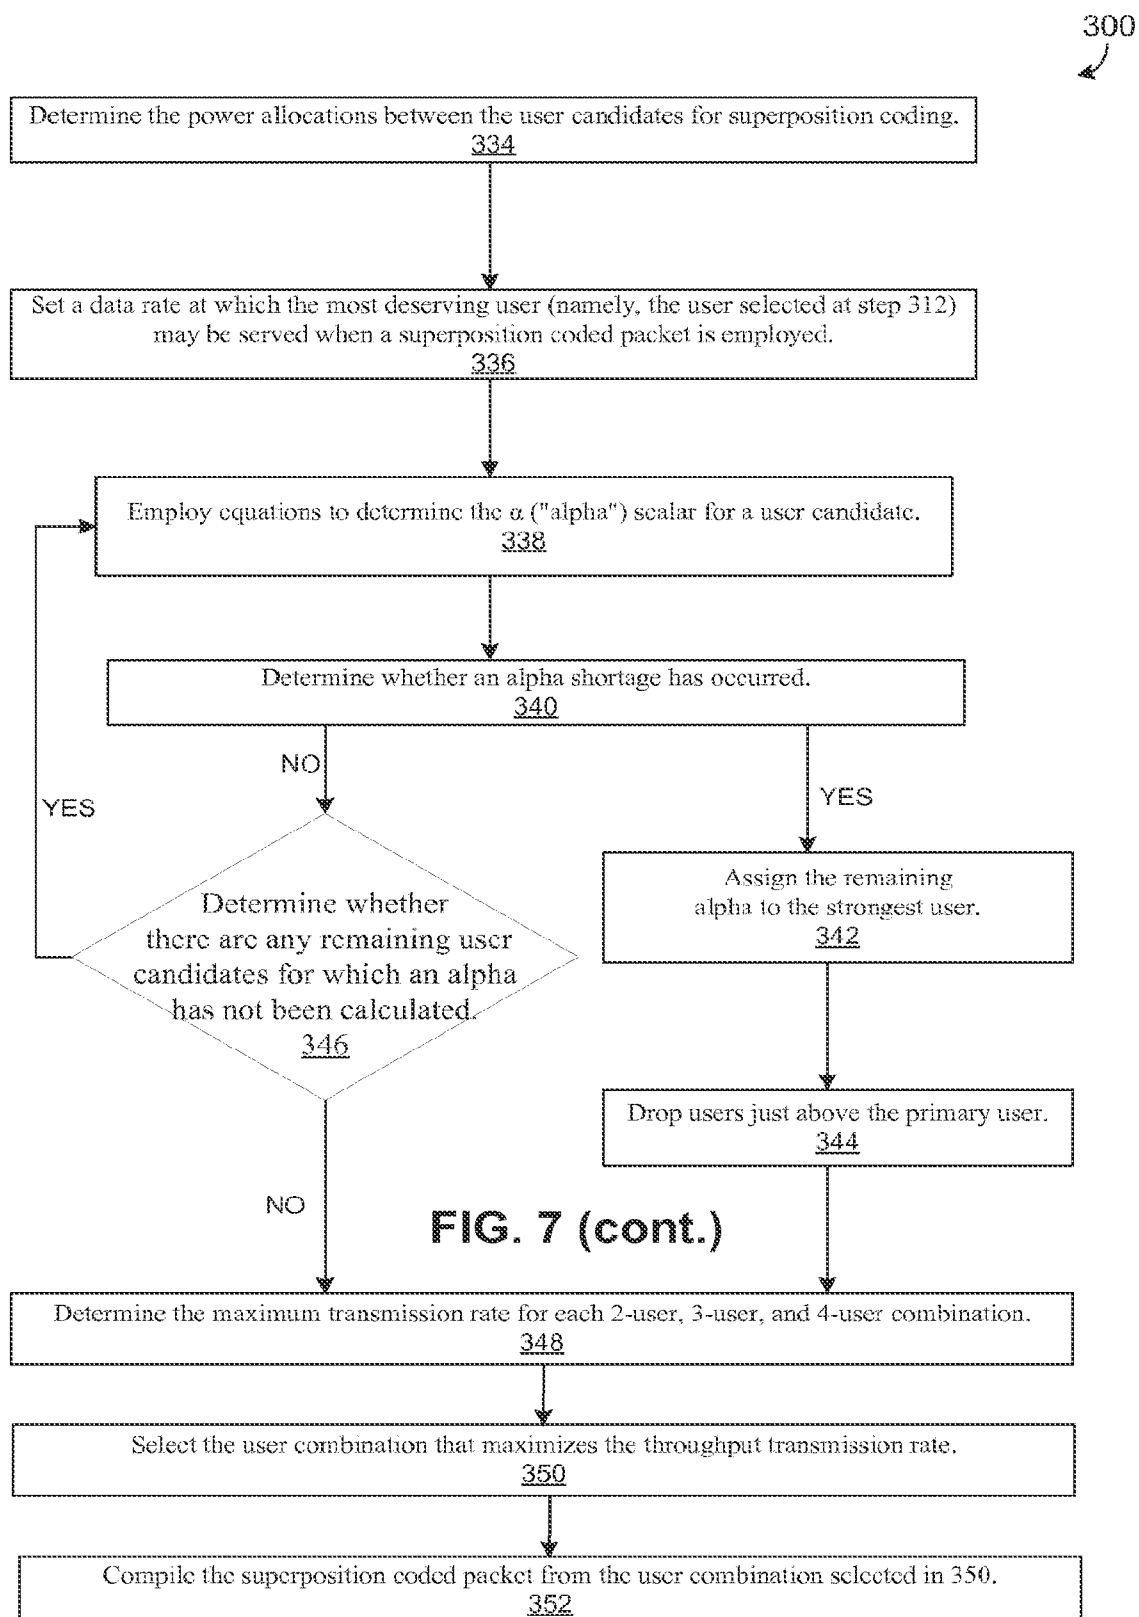 300
Determine the power allocations between the user candidates for superposition coding.
334
Set a data rate at which the most deserving user (namely, the user selected at step 312)
may be served when a superposition coded packet is employed.
336
Employ equations to determine the α ("alpha") scalar for a user candidate.
338
Determine whether an alpha shortage has occurred.
340
NO
YES
YES
Determine whether
there are any remaining user
candidates for which an alpha
has not been calculated.
346
Assign the remaining
alpha to the strongest user.
342
Drop users just above the primary user.
344
NO
FIG. 7 (cont.)
Determine the maximum transmission rate for each 2-user, 3-user, and 4-user combination.
348
Select the user combination that maximizes the throughput transmission rate.
350
Compile the superposition coded packet from the user combination selected in 350.
352